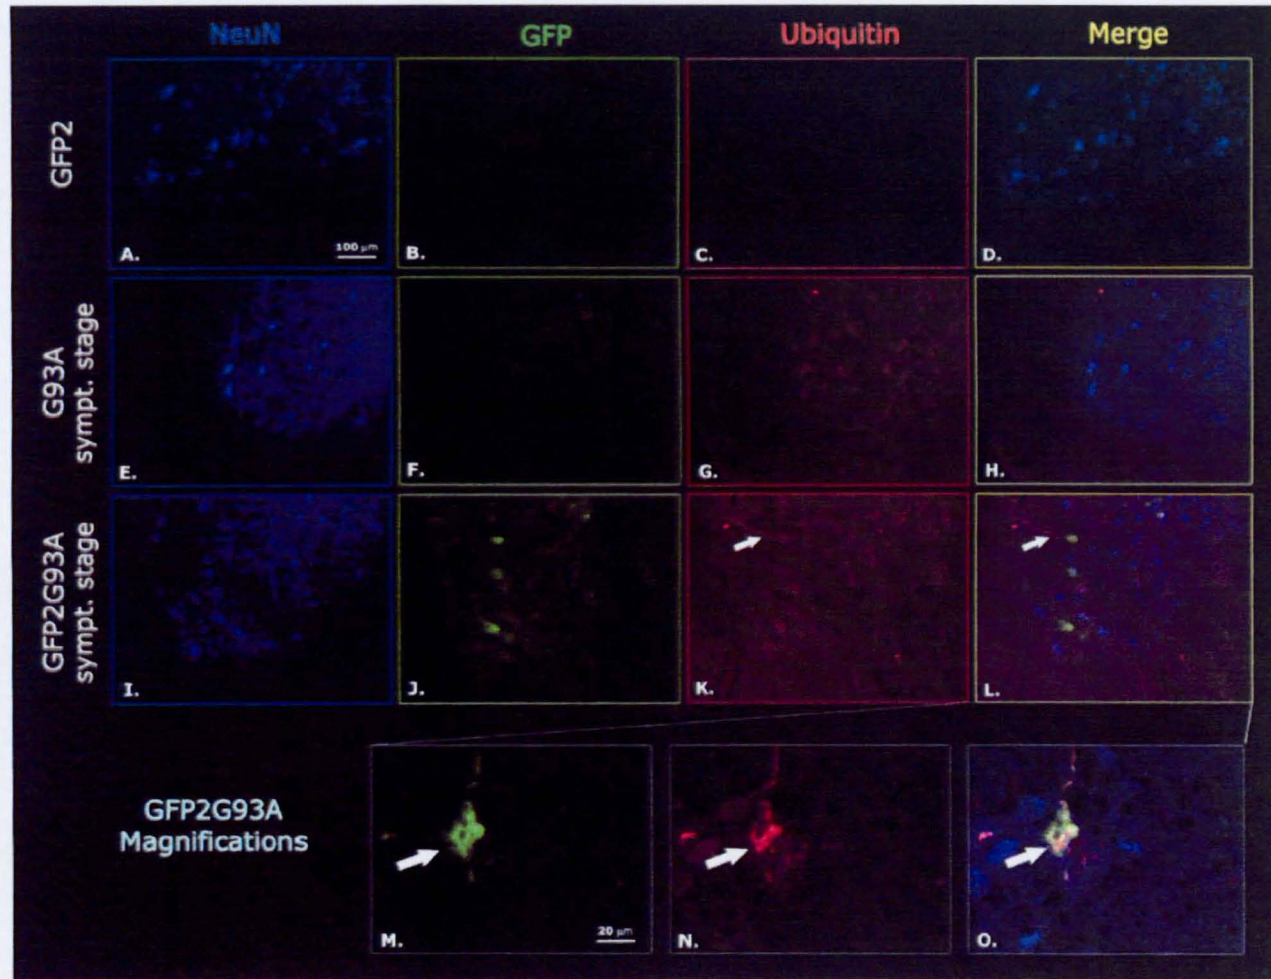 NeuN GFP Ubiquitin Merge
GFP2
A. 100 µm B. C. D.
G93A
sympt. stage
E. F. G. H.
GFP2G93A
sympt. stage
I. J. K. L.
GFP2G93A
Magnifications
M. 20 µm N. O.